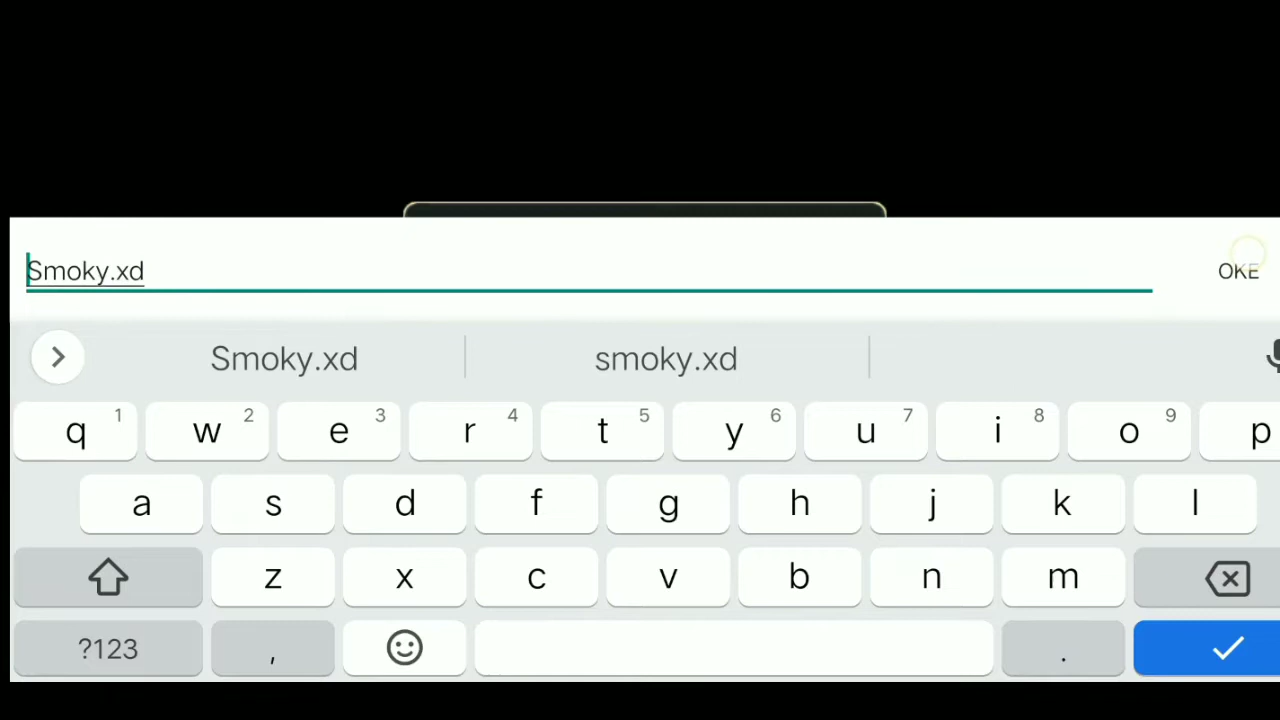 Smoky.xd
OKE
Smoky.xd smoky.xd
q 1 w 2 e 3 r 4 t 5 y 6 u 7 i 8 o 9 p
a s d f g h j k l
z x c v b n m
?123 , .